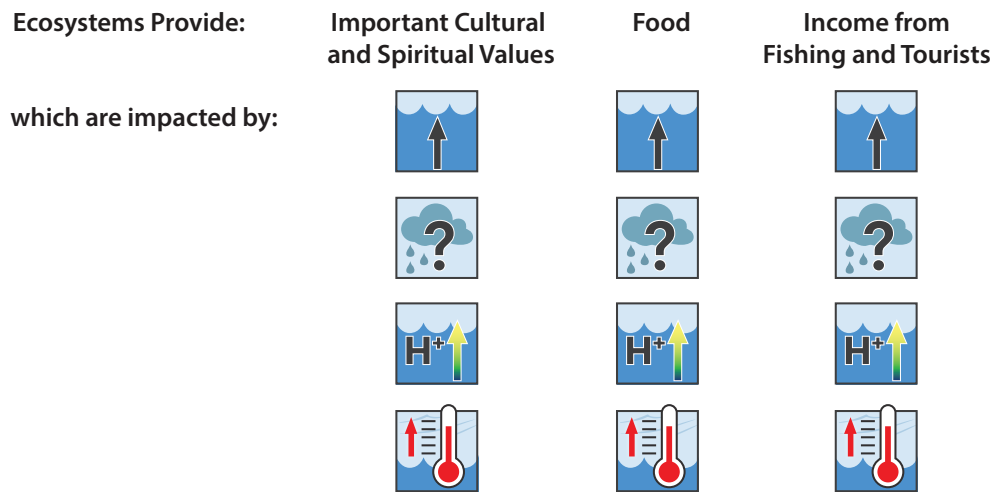 Ecosystems Provide:
Important Cultural
and Spiritual Values
Food
Income from
Fishing and Tourists
which are impacted by:
?
?
?
H+
H+
H+